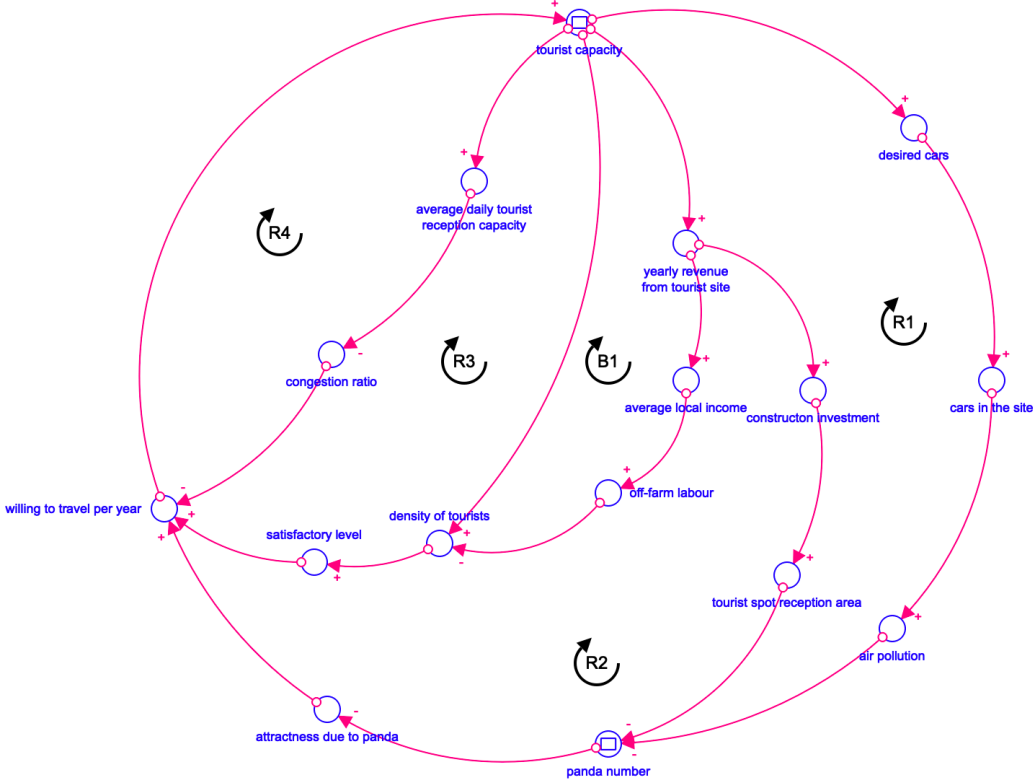 +
tourist capacity
+
desired cars
+
average daily tourist
reception capacity
R4
+
yearly revenue
from tourist site
R1
R3
B1
-
congestion ratio
+
average local income
+
constructon investment
+
cars in the site
-
+
off-farm labour
willing to travel per year
+
+
density of tourists
+
-
satisfactory level
+
+
tourist spot reception area
+
air pollution
R2
-
attractness due to panda
-
-
panda number